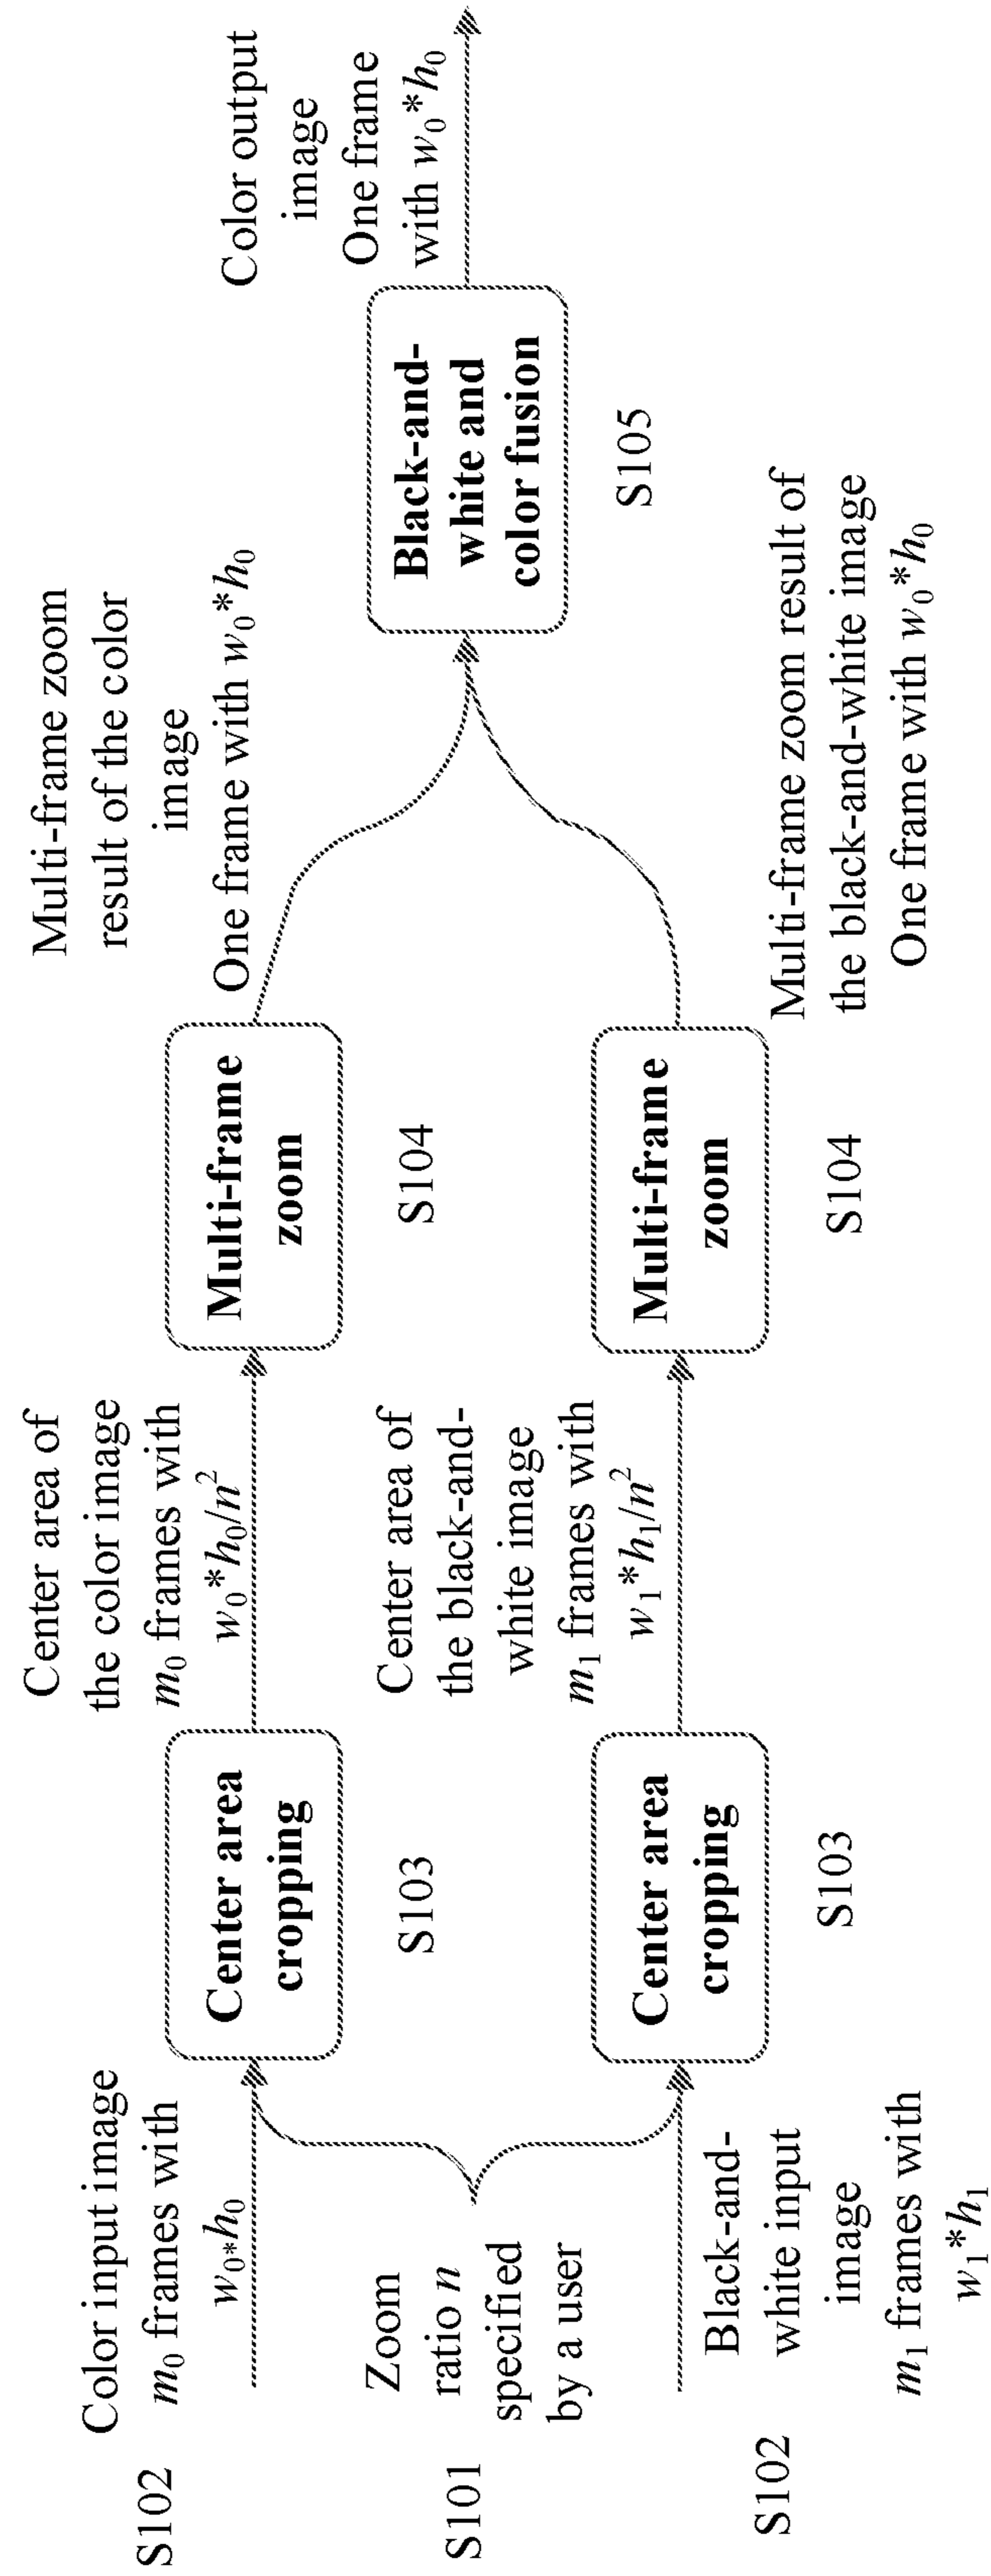 S102
Color input image
m₀ frames with
w₀*h₀
S101
Zoom
ratio n
specified
by a user
S102
Black-and-
white input
image
m₁ frames with
w₁*h₁
Center area
cropping
S103
Center area
cropping
S103
Center area of
the color image
m₀ frames with
w₀*h₀/n²
Center area of
the black-and-
white image
m₁ frames with
w₁*h₁/n²
Multi-frame
zoom
S104
Multi-frame
zoom
S104
Multi-frame zoom
result of the color
image
One frame with w₀*h₀
Multi-frame zoom result of
the black-and-white image
One frame with w₀*h₀
Black-and-
white and
color fusion
S105
Color output
image
One frame
with w₀*h₀